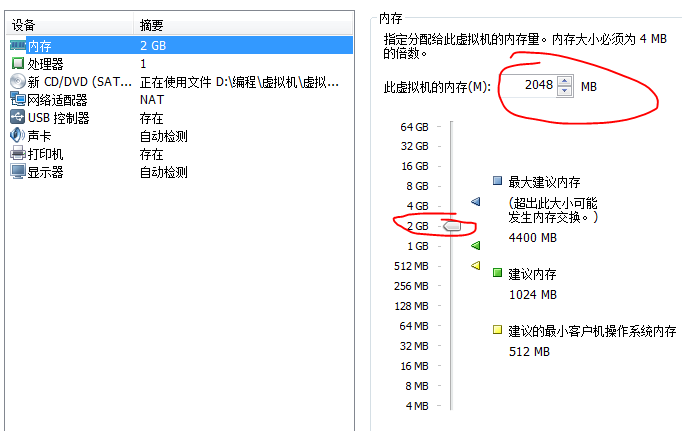 设备 摘要
内存 2 GB
处理器 1
新 CD/DVD (SAT... 正在使用文件 D:\编程\虚拟机\虚拟...
网络适配器 NAT
USB 控制器 存在
声卡 自动检测
打印机 存在
显示器 自动检测
内存
指定分配给此虚拟机的内存量。内存大小必须为 4 MB
的倍数。
此虚拟机的内存(M): 2048 MB
64 GB
32 GB
16 GB
8 GB
4 GB
2 GB
1 GB
512 MB
256 MB
128 MB
64 MB
32 MB
16 MB
8 MB
4 MB
最大建议内存
(超出此大小可能
发生内存交换。)
4400 MB
建议内存
1024 MB
建议的最小客户机操作系统内存
512 MB